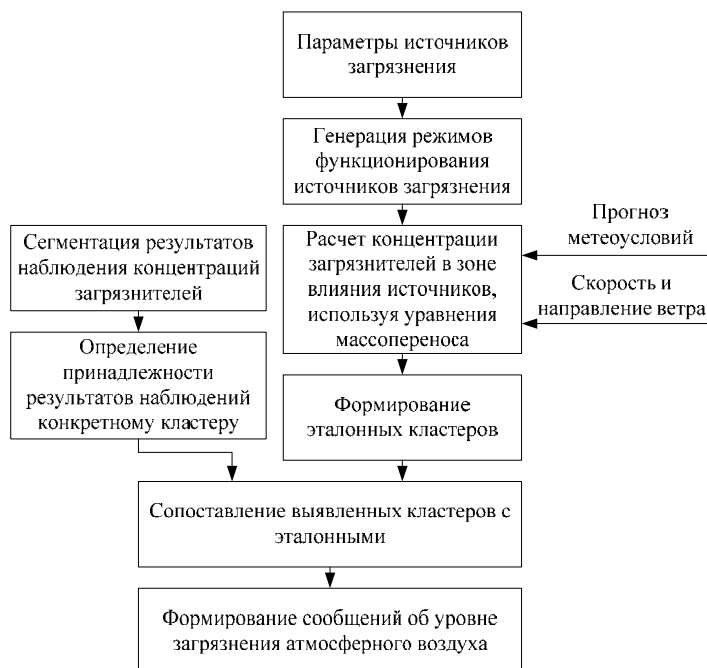 Параметры источников
загрязнения
Генерация режимов
функционирования
источников загрязнения
Прогноз
метеоусловий
Сегментация результатов
наблюдения концентраций
загрязнителей
Расчет концентрации
загрязнителей в зоне
влияния источников,
используя уравнения
массопереноса
Скорость и
направление ветра
Определение
принадлежности
результатов наблюдений
конкретному кластеру
Формирование
эталонных кластеров
Сопоставление выявленных кластеров с
эталонными
Формирование сообщений об уровне
загрязнения атмосферного воздуха